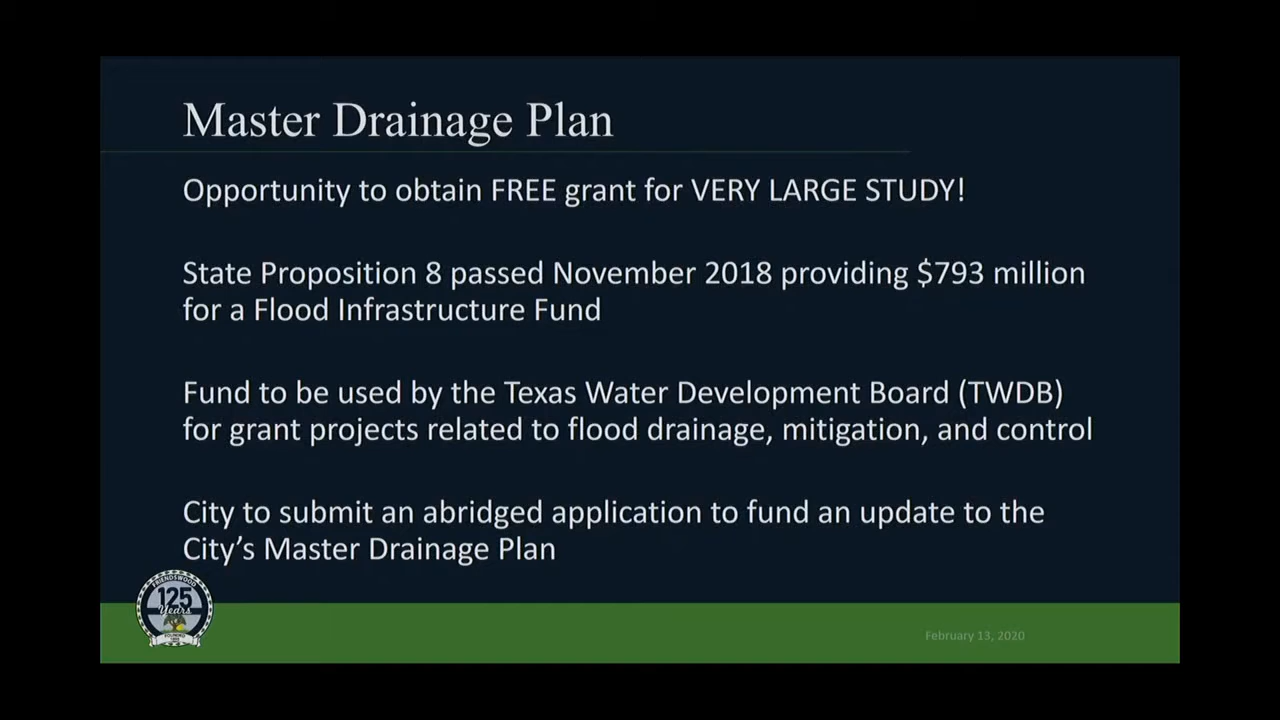 Master Drainage Plan
Opportunity to obtain FREE grant for VERY LARGE STUDY!
State Proposition 8 passed November 2018 providing $793 million
for a Flood Infrastructure Fund
Fund to be used by the Texas Water Development Board (TWDB)
for grant projects related to flood drainage, mitigation, and control
City to submit an abridged application to fund an update to the
City’s Master Drainage Plan
FRIENDSWOOD
125
Years
FOUNDED
February 13, 2020